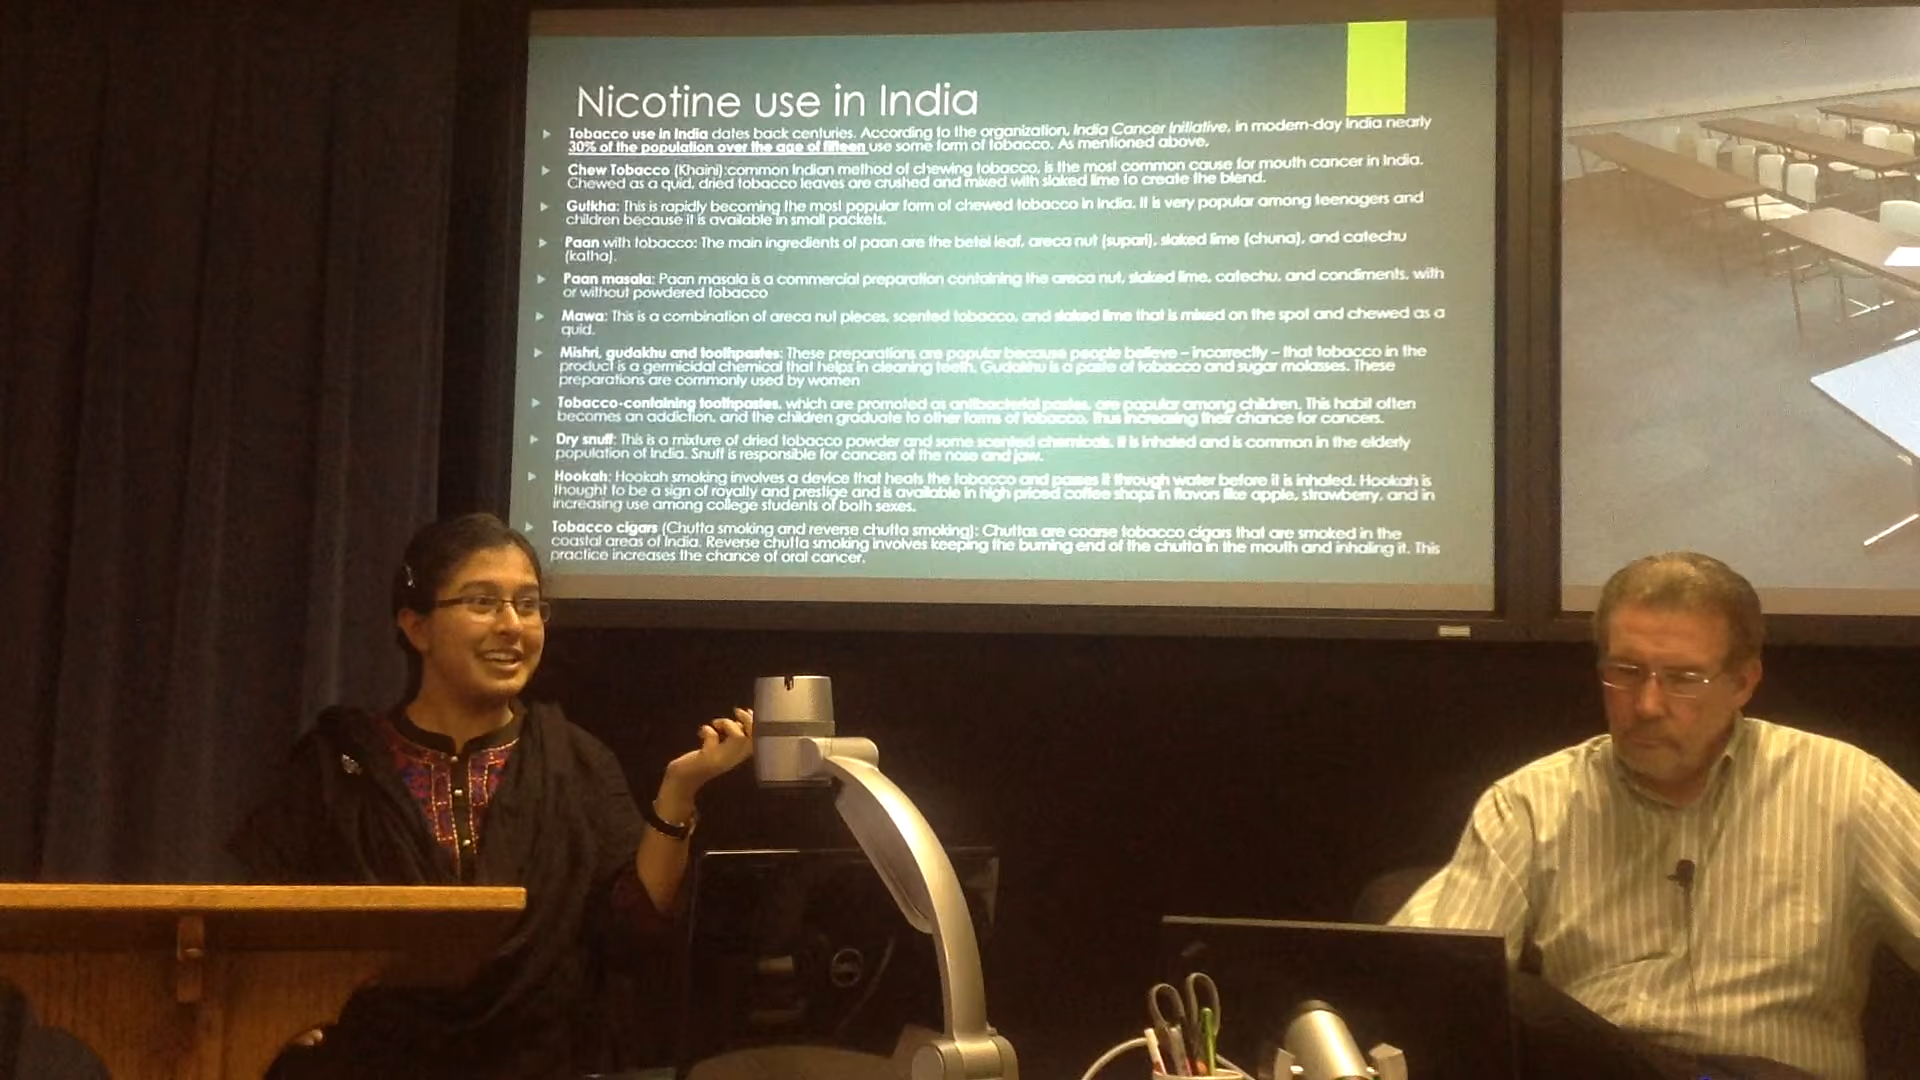 Nicotine use in India
Tobacco use in India dates back centuries. According to the organization, India Cancer Initiative, in modern-day India nearly
30% of the population over the age of fifteen use some form of tobacco. As mentioned above,
Chew Tobacco (Khaini):common Indian method of chewing tobacco, is the most common cause for mouth cancer in India.
Chewed as a quid, dried tobacco leaves are crushed and mixed with slaked lime to create the blend.
Gutkha: This is rapidly becoming the most popular form of chewed tobacco in India. It is very popular among teenagers and
children because it is available in small packets.
Paan with tobacco: The main ingredients of paan are the betel leaf, areca nut (supari), slaked lime (chuna), and catechu
(katha).
Paan masala: Paan masala is a commercial preparation containing the areca nut, slaked lime, catechu, and condiments, with
or without powdered tobacco
Mawa: This is a combination of areca nut pieces, scented tobacco, and slaked lime that is mixed on the spot and chewed as a
quid.
Mishri, gudakhu and toothpastes: These preparations are popular because people believe – incorrectly – that tobacco in the
product is a germicidal chemical that helps in cleaning teeth. Gudakhu is a paste of tobacco and sugar molasses. These
preparations are commonly used by women
Tobacco-containing toothpastes, which are promoted as antibacterial pastes, are popular among children. This habit often
becomes an addiction, and the children graduate to other forms of tobacco, thus increasing their chance for cancers.
Dry snuff: This is a mixture of dried tobacco powder and some scented chemicals. It is inhaled and is common in the elderly
population of India. Snuff is responsible for cancers of the nose and jaw.
Hookah: Hookah smoking involves a device that heats the tobacco and passes it through water before it is inhaled. Hookah is
thought to be a sign of royalty and prestige and is available in high priced coffee shops in flavors like apple, strawberry, and in
increasing use among college students of both sexes.
Tobacco cigars (Chutta smoking and reverse chutta smoking): Chuttas are coarse tobacco cigars that are smoked in the
coastal areas of India. Reverse chutta smoking involves keeping the burning end of the chutta in the mouth and inhaling it. This
practice increases the chance of oral cancer.
DELL